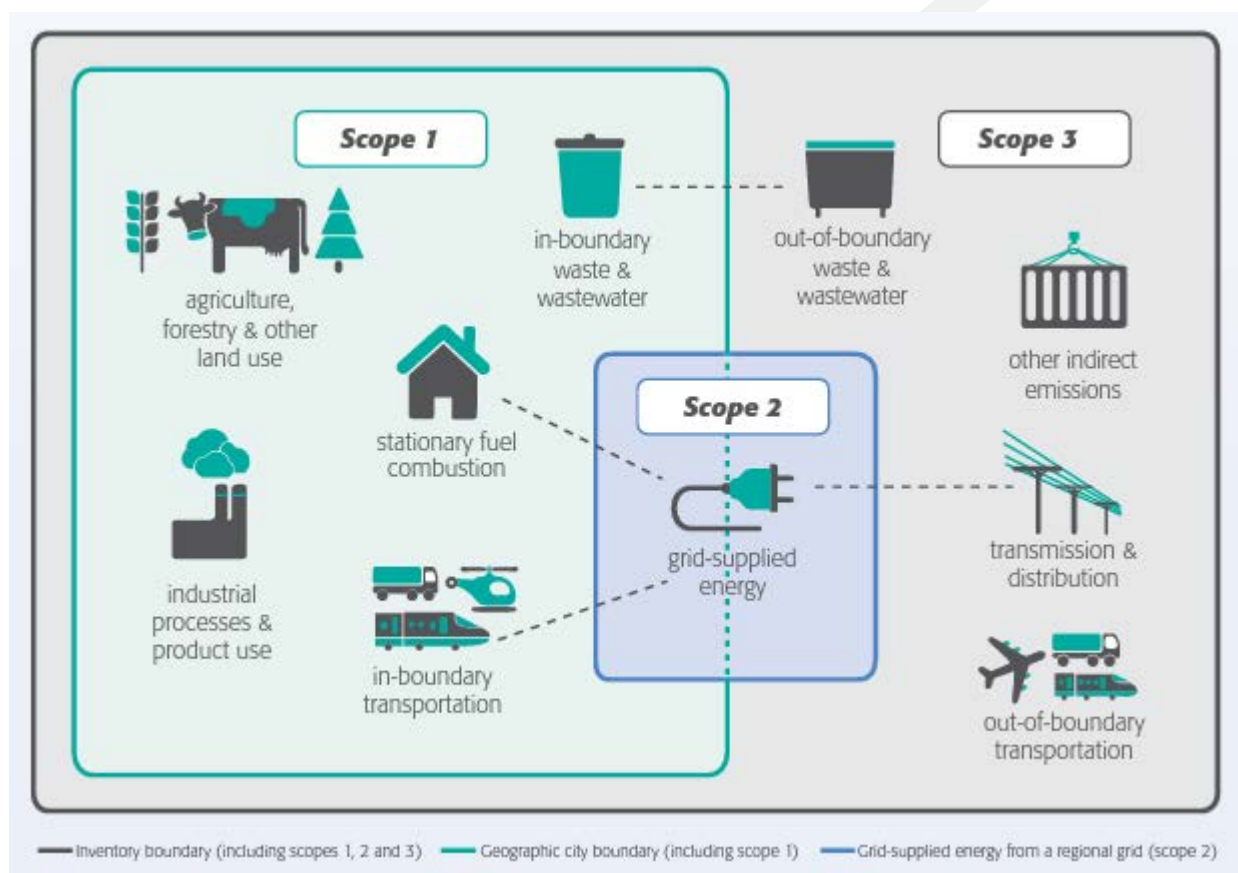 Scope 1
Scope 3
in-boundary
waste &
wastewater
out-of-boundary
waste &
wastewater
agriculture,
forestry & other
land use
other indirect
emissions
Scope 2
stationary fuel
combustion
grid-supplied
energy
transmission &
distribution
industrial
processes &
product use
in-boundary
transportation
out-of-boundary
transportation
Inventory boundary (including scopes 1, 2 and 3) Geographic city boundary (including scope 1) Grid-supplied energy from a regional grid (scope 2)